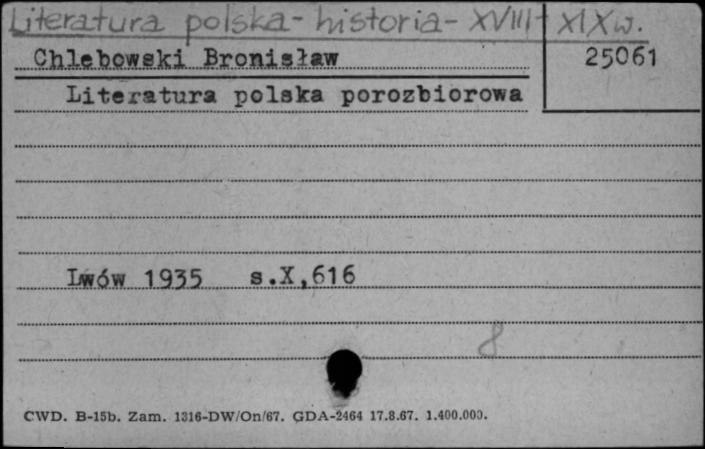 Literatura polska - historia - XVIII - XIX w.
Chlebowski Bronisław
25061
Literatura polska porozbiorowa
Lwów 1935 s.X,616
8
CWD. B-15b. Zam. 1316-DW/On/67. GDA-2464 17.8.67. 1.400.000.